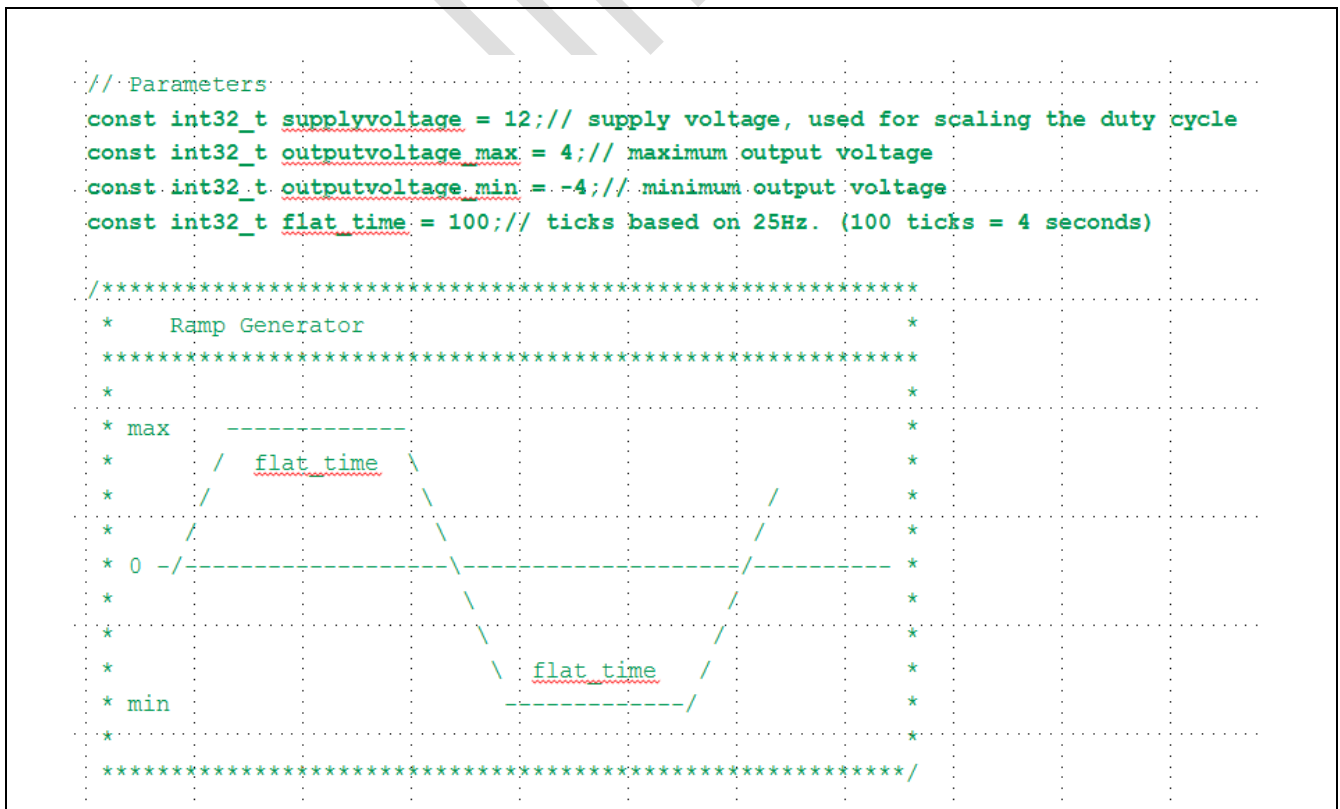 // Parameters
const int32_t supplyvoltage = 12;// supply voltage, used for scaling the duty cycle
const int32_t outputvoltage_max = 4;// maximum output voltage
const int32_t outputvoltage_min = -4;// minimum output voltage
const int32_t flat_time = 100;// ticks based on 25Hz. (100 ticks = 4 seconds)
/***********************************************************
*    Ramp Generator                                       *
***********************************************************
*                                                          *
* max    -------------                                     *
*      /  flat_time  \                                   *
*     /               \                        /         *
*    /                 \                      /          *
* 0 -/-------------------\--------------------/---------- *
*                          \                  /            *
*                           \                /             *
*                            \  flat_time   /              *
* min                        -------------/               *
*                                                          *
**********************************************************/